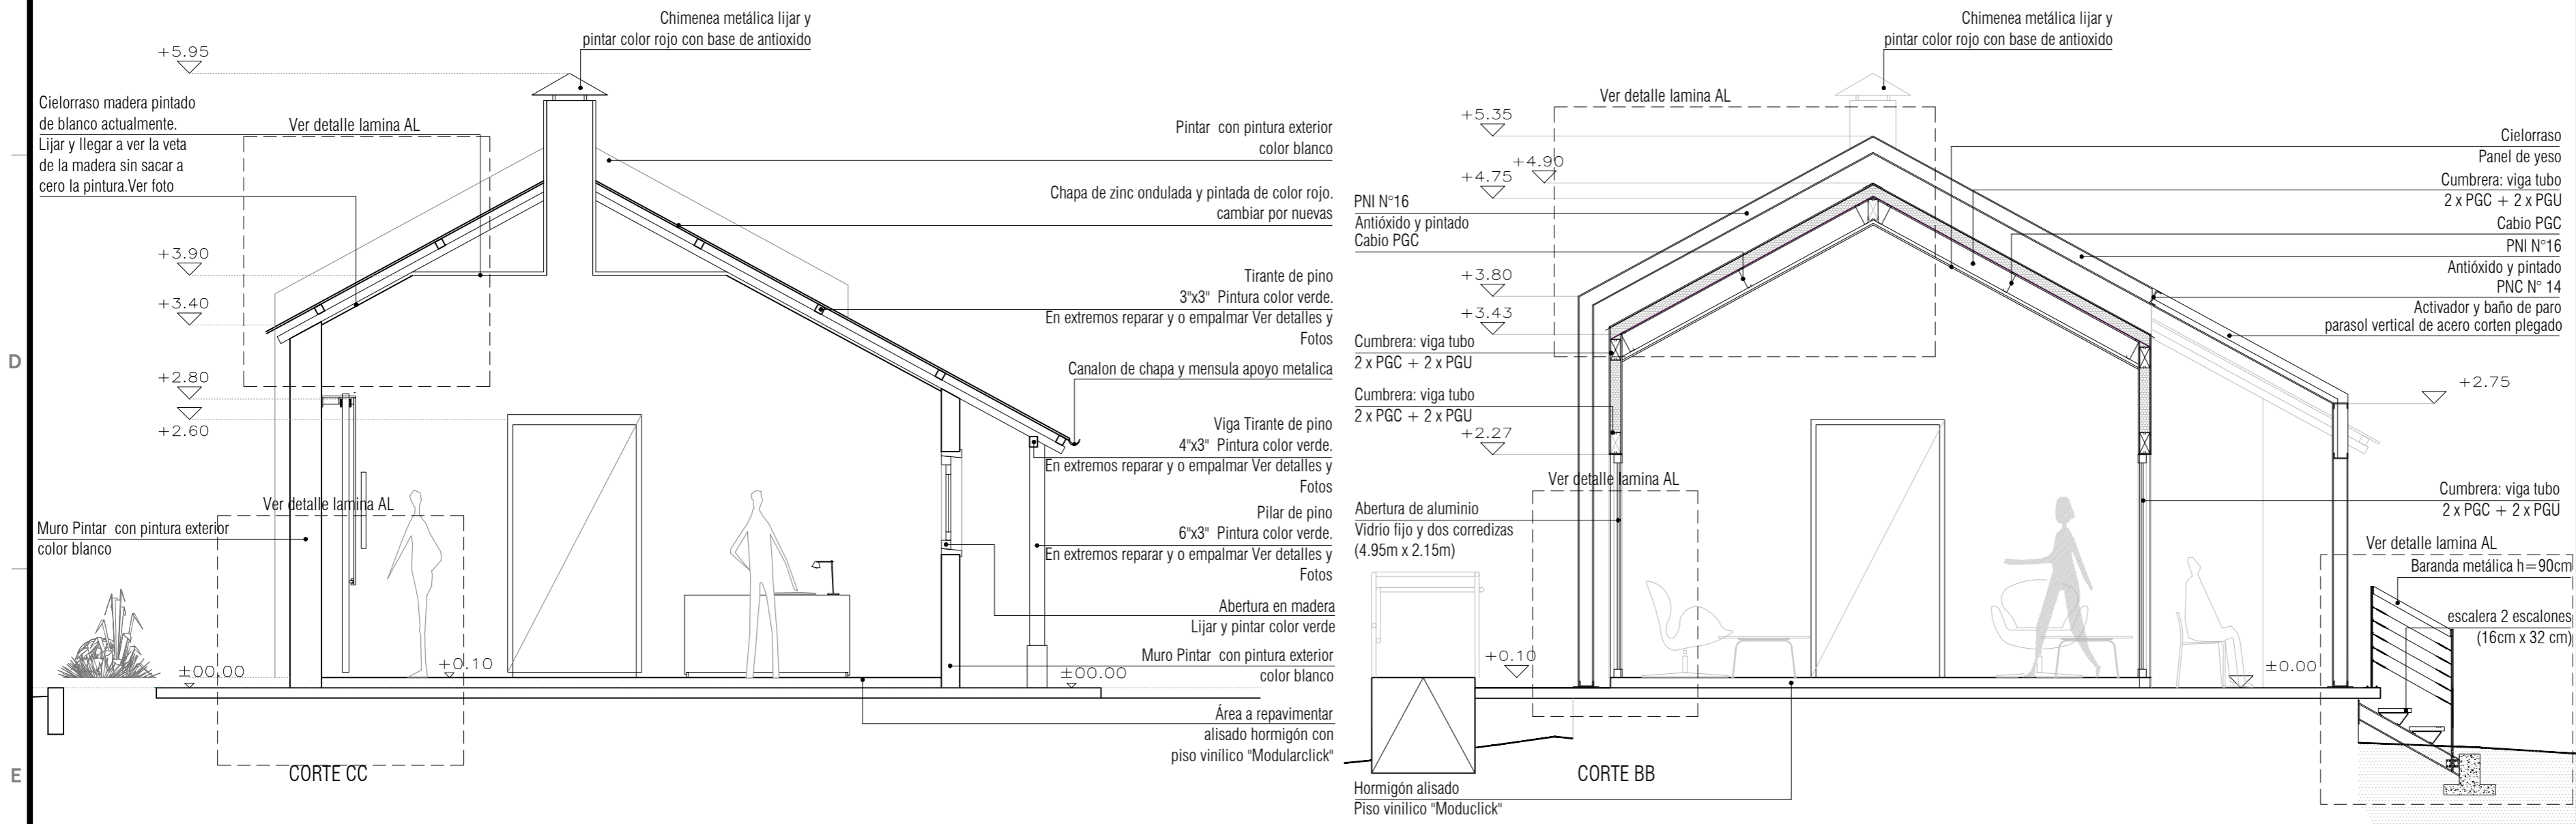 Chimenea metálica lijar y
pintar color rojo con base de antioxido
+5.95
Cielorraso madera pintado
de blanco actualmente.
Lijar y llegar a ver la veta
de la madera sin sacar a
cero la pintura.Ver foto
Ver detalle lamina AL
Pintar con pintura exterior
color blanco
Chapa de zinc ondulada y pintada de color rojo.
cambiar por nuevas
+3.90
Tirante de pino
3"x3" Pintura color verde.
En extremos reparar y o empalmar Ver detalles y
Fotos
+3.40
Canalon de chapa y mensula apoyo metalica
+2.80
+2.60
Viga Tirante de pino
4"x3" Pintura color verde.
En extremos reparar y o empalmar Ver detalles y
Fotos
Ver detalle lamina AL
Muro Pintar con pintura exterior
color blanco
Pilar de pino
6"x3" Pintura color verde.
En extremos reparar y o empalmar Ver detalles y
Fotos
Abertura en madera
Lijar y pintar color verde
Muro Pintar con pintura exterior
color blanco
±00.00
+0.10
±00.00
Área a repavimentar
alisado hormigón con
piso vinílico "Modularclick"
CORTE CC
D
E
Chimenea metálica lijar y
pintar color rojo con base de antioxido
Ver detalle lamina AL
+5.35
+4.90
+4.75
PNI N°16
Antióxido y pintado
Cabio PGC
+3.80
+3.43
Cumbrera: viga tubo
2 x PGC + 2 x PGU
Cumbrera: viga tubo
2 x PGC + 2 x PGU
+2.27
Ver detalle lamina AL
Abertura de aluminio
Vidrio fijo y dos corredizas
(4.95m x 2.15m)
+0.10
Hormigón alisado
Piso vinilico "Moduclick"
CORTE BB
Cielorraso
Panel de yeso
Cumbrera: viga tubo
2 x PGC + 2 x PGU
Cabio PGC
PNI N°16
Antióxido y pintado
PNC N° 14
Activador y baño de paro
parasol vertical de acero corten plegado
+2.75
Cumbrera: viga tubo
2 x PGC + 2 x PGU
Ver detalle lamina AL
Baranda metálica h=90cm
escalera 2 escalones
(16cm x 32 cm)
±0.00